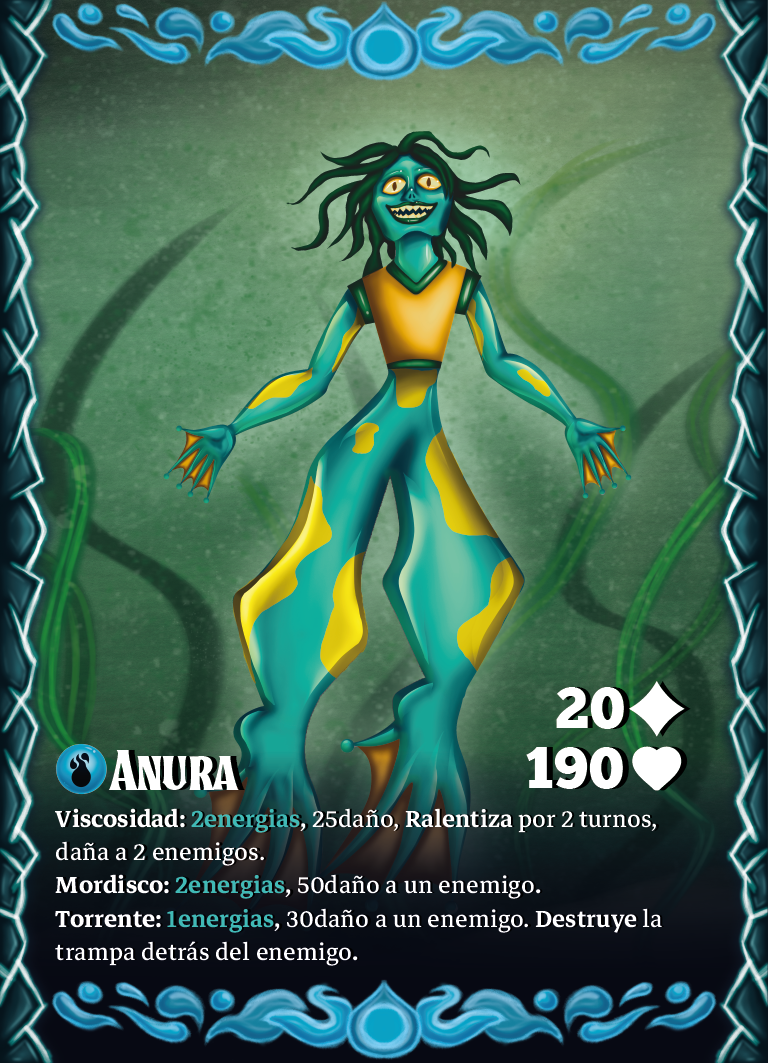 20
190
ANURA
Viscosidad: 2energias, 25daño, Ralentiza por 2 turnos,
daña a 2 enemigos.
Mordisco: 2energias, 50daño a un enemigo.
Torrente: 1energias, 30daño a un enemigo. Destruye la
trampa detrás del enemigo.